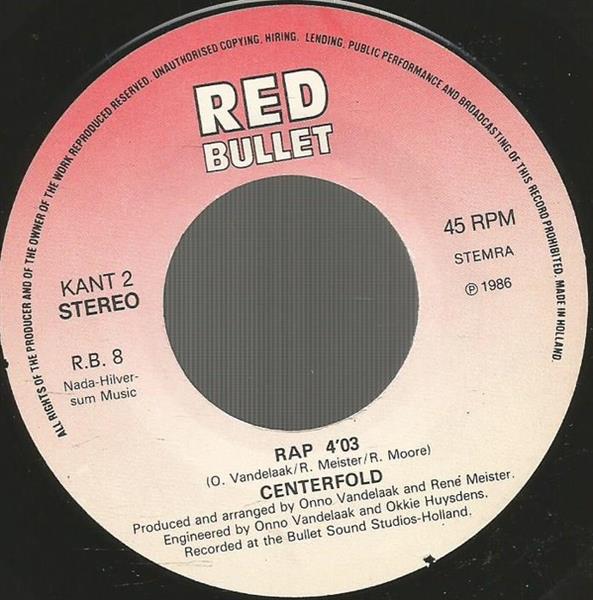 ALL RIGHTS OF THE PRODUCER AND OF THE OWNER OF THE WORK REPRODUCED RESERVED. UNAUTHORISED COPYING, HIRING, LENDING, PUBLIC PERFORMANCE AND BROADCASTING OF THIS RECORD PROHIBITED. MADE IN HOLLAND.
RED
BULLET
KANT 2
STEREO
R.B. 8
Nada-Hilver-
sum Music
45 RPM
STEMRA
℗ 1986
RAP 4'03
(O. Vandelaak/R. Meister/R. Moore)
CENTERFOLD
Produced and arranged by Onno Vandelaak and René Meister.
Engineered by Onno Vandelaak and Okkie Huysdens.
Recorded at the Bullet Sound Studios-Holland.